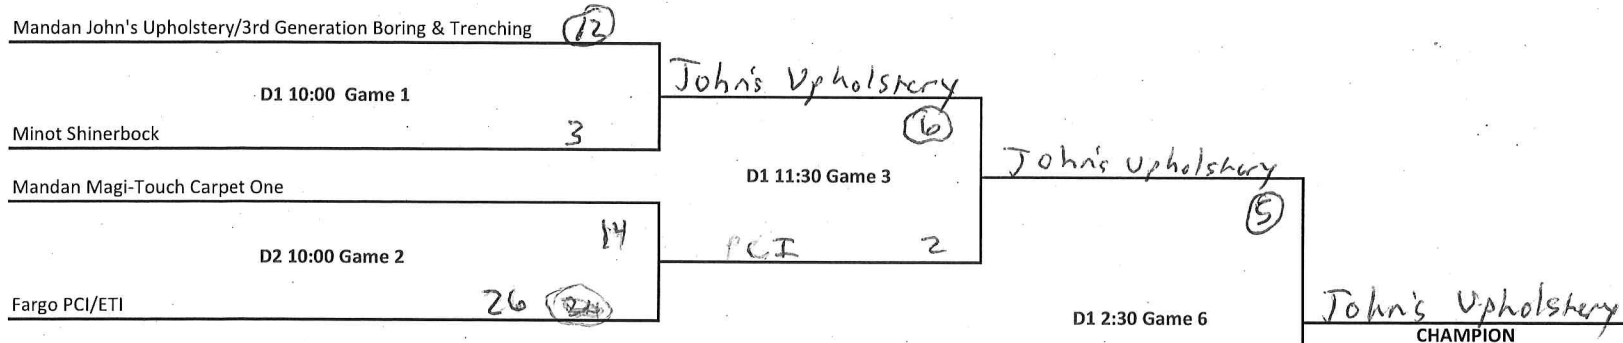 Mandan John's Upholstery/3rd Generation Boring & Trenching 12
John's Upholstery
D1 10:00 Game 1
6
Minot Shinerbock 3
John's Upholstery
D1 11:30 Game 3
Mandan Magi-Touch Carpet One
5
14
PCI 2
D2 10:00 Game 2
Fargo PCI/ETI 26
John's Upholstery
D1 2:30 Game 6
CHAMPION